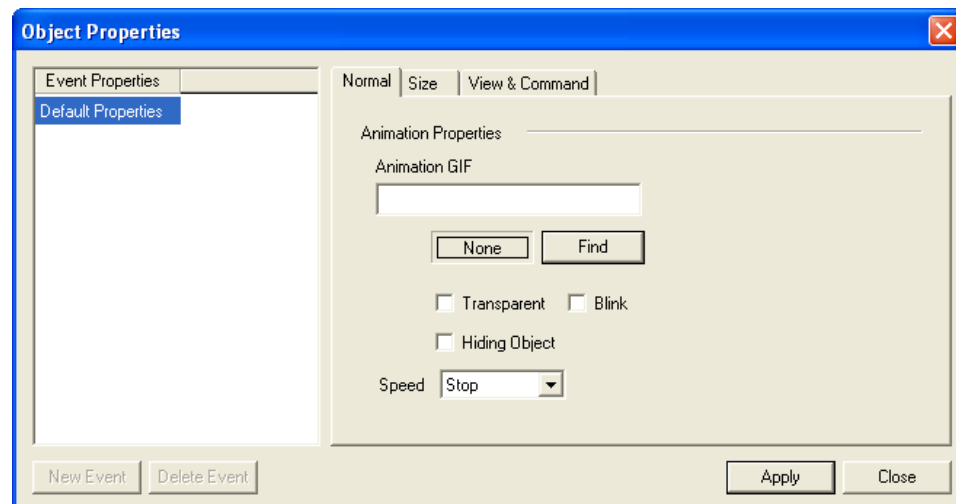 Object Properties
Event Properties
Default Properties
Normal Size View & Command
Animation Properties
Animation GIF
None Find
Transparent Blink
Hiding Object
Speed Stop
New Event Delete Event
Apply Close